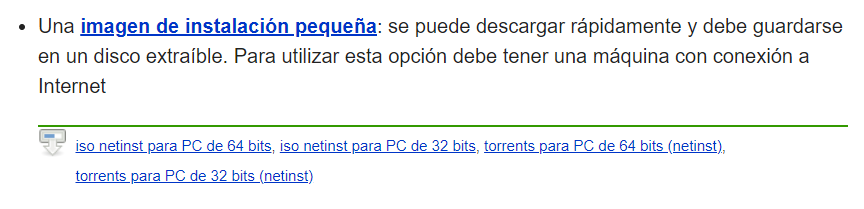 • Una imagen de instalación pequeña: se puede descargar rápidamente y debe guardarse
en un disco extraíble. Para utilizar esta opción debe tener una máquina con conexión a
Internet
iso netinst para PC de 64 bits, iso netinst para PC de 32 bits, torrents para PC de 64 bits (netinst),
torrents para PC de 32 bits (netinst)